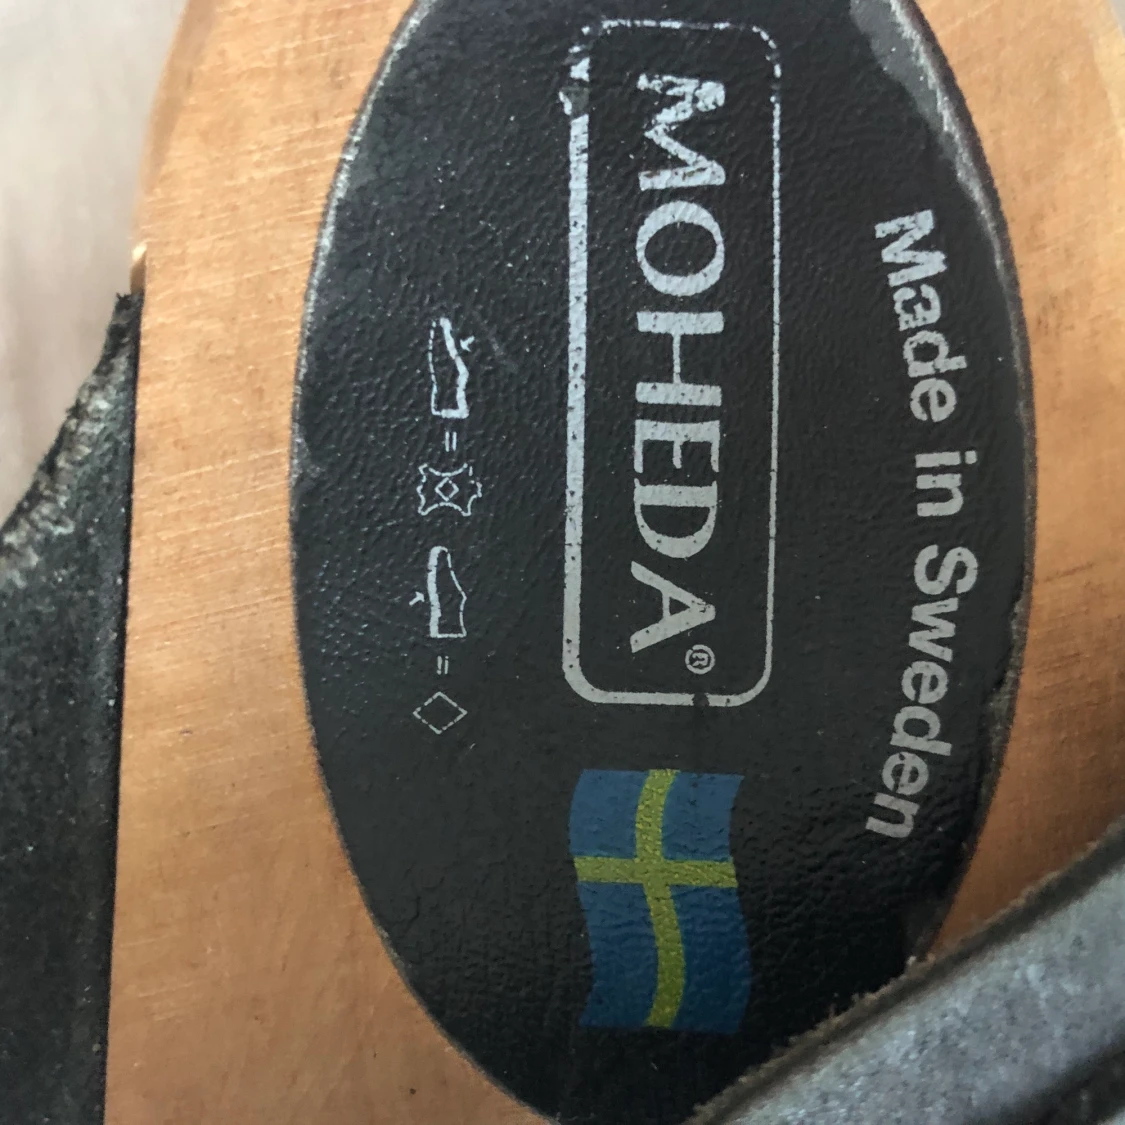 Made in Sweden
MOHEDA®
= =